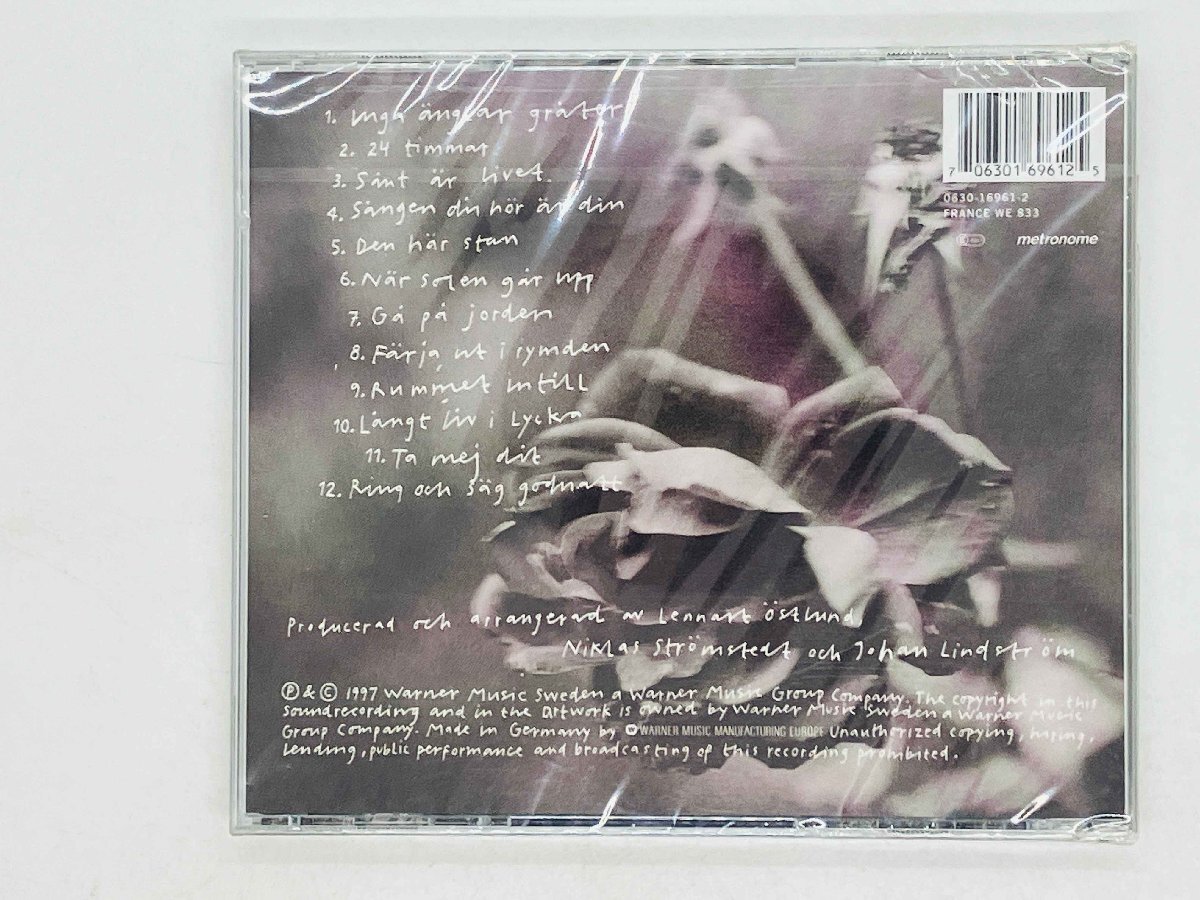 1. Inga änglar gråter
2. 24 timmar
3. Sånt är livet
4. Sången du hör är din
5. Den här stan
6. När solen går upp
7. Gå på jorden
8. Färja ut i rymden
9. Rummet intill
10. Långt liv i lycka
11. Ta mej dit
12. Ring och säg godnatt
Producerad och arrangerad av Lennart Östlund
Niklas Strömstedt och Johan Lindström
Ⓟ & © 1997 Warner Music Sweden a Warner Music Group Company. The copyright in this
soundrecording and in the Artwork is owned by Warner Music Sweden a Warner Music
Group Company. Made in Germany by WARNER MUSIC MANUFACTURING EUROPE Unauthorized copying, hiring,
lending, public performance and broadcasting of this recording prohibited.
7 06301 69612 5
0630-16961-2
FRANCE WE 833
metronome